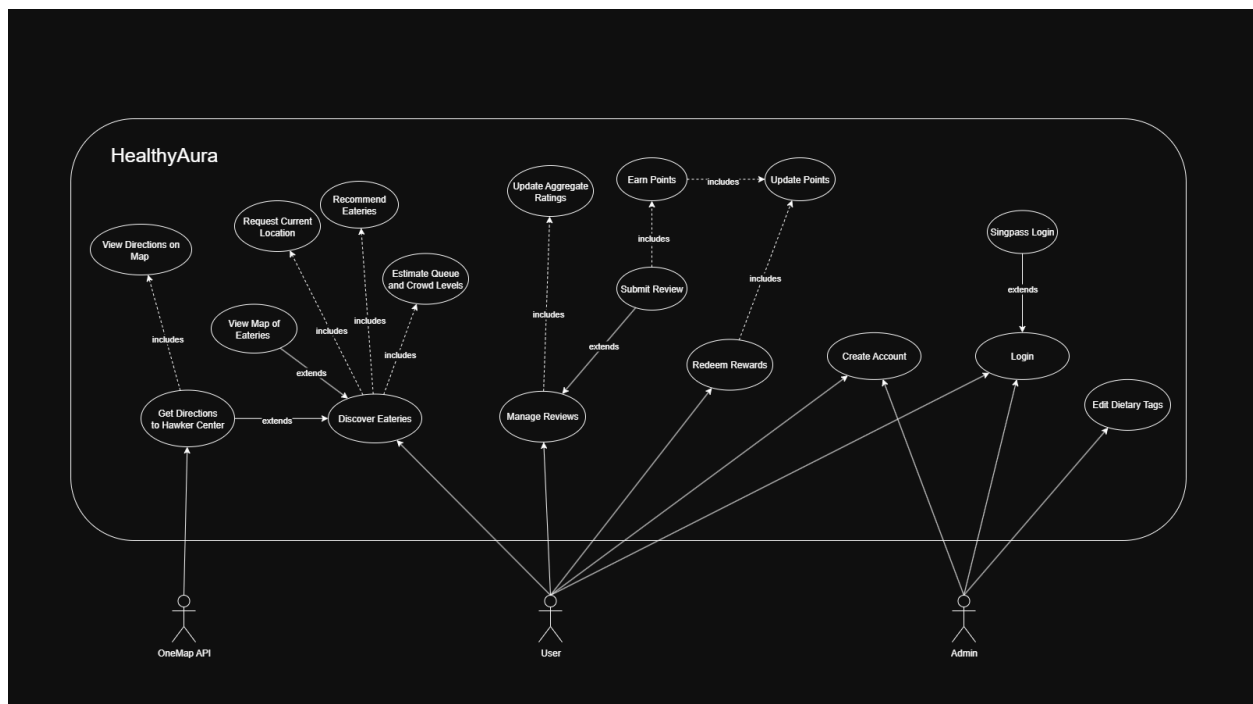 HealthyAura
Update Aggregate
Ratings
Earn Points
includes
Update Points
Recommend
Eateries
Request Current
Location
Singpass Login
View Directions on
Map
includes
Estimate Queue
and Crowd Levels
Submit Review
includes
extends
View Map of
Eateries
includes
includes
includes
includes
includes
extends
extends
Redeem Rewards
Create Account
Login
Get Directions
to Hawker Center
extends
Discover Eateries
Manage Reviews
Edit Dietary Tags
OneMap API
User
Admin